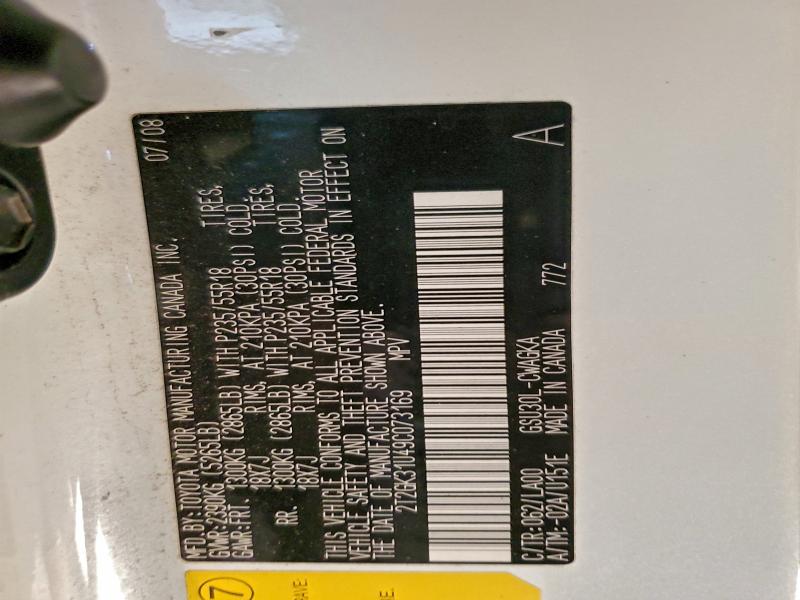 MFD.BY:TOYOTA MOTOR MANUFACTURING CANADA INC. 07/08
GVWR:2390KG (5265LB)
GAWR:FRT. 1300KG (2865LB) WITH P235/55R18 TIRES,
18X7J RIMS, AT 210KPA (30PSI) COLD.
RR. 1300KG (2865LB) WITH P235/55R18 TIRES,
18X7J RIMS, AT 210KPA (30PSI) COLD.
THIS VEHICLE CONFORMS TO ALL APPLICABLE FEDERAL MOTOR
VEHICLE SAFETY AND THEFT PREVENTION STANDARDS IN EFFECT ON
THE DATE OF MANUFACTURE SHOWN ABOVE.
2T2GK31U49C073169 MPV
C/TR:062/LA00 GSU30L-CWAGKA A
A/TM:-02A/U151E MADE IN CANADA 772
7